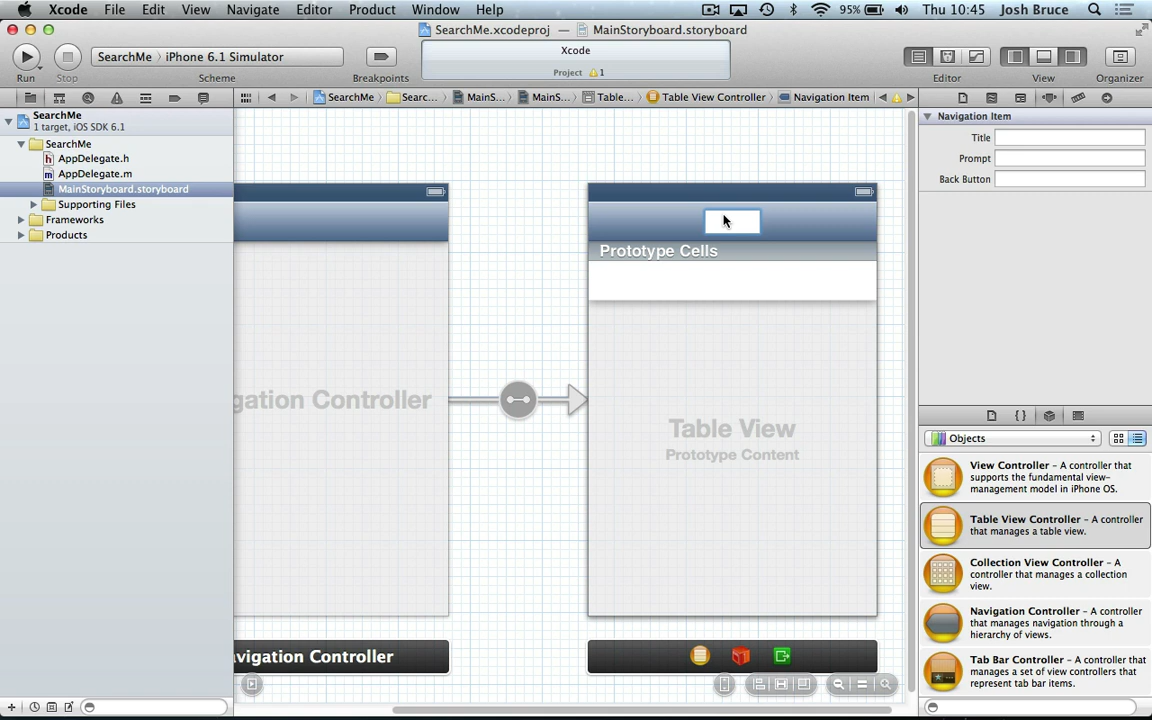 Xcode File Edit View Navigate Editor Product Window Help 95% Thu 10:45 Josh Bruce
SearchMe.xcodeproj — MainStoryboard.storyboard
SearchMe iPhone 6.1 Simulator
Xcode
Project 1
Run Stop Scheme Breakpoints Editor View Organizer
SearchMe Searc... MainS... MainS... Table... Table View Controller Navigation Item
SearchMe
1 target, iOS SDK 6.1
SearchMe
AppDelegate.h
AppDelegate.m
MainStoryboard.storyboard
Supporting Files
Frameworks
Products
gation Controller
avigation Controller
Prototype Cells
Table View
Prototype Content
Navigation Item
Title
Prompt
Back Button
Objects
View Controller – A controller that
supports the fundamental view-
management model in iPhone OS.
Table View Controller – A controller
that manages a table view.
Collection View Controller – A
controller that manages a collection
view.
Navigation Controller – A controller
that manages navigation through a
hierarchy of views.
Tab Bar Controller – A controller that
manages a set of view controllers that
represent tab bar items.